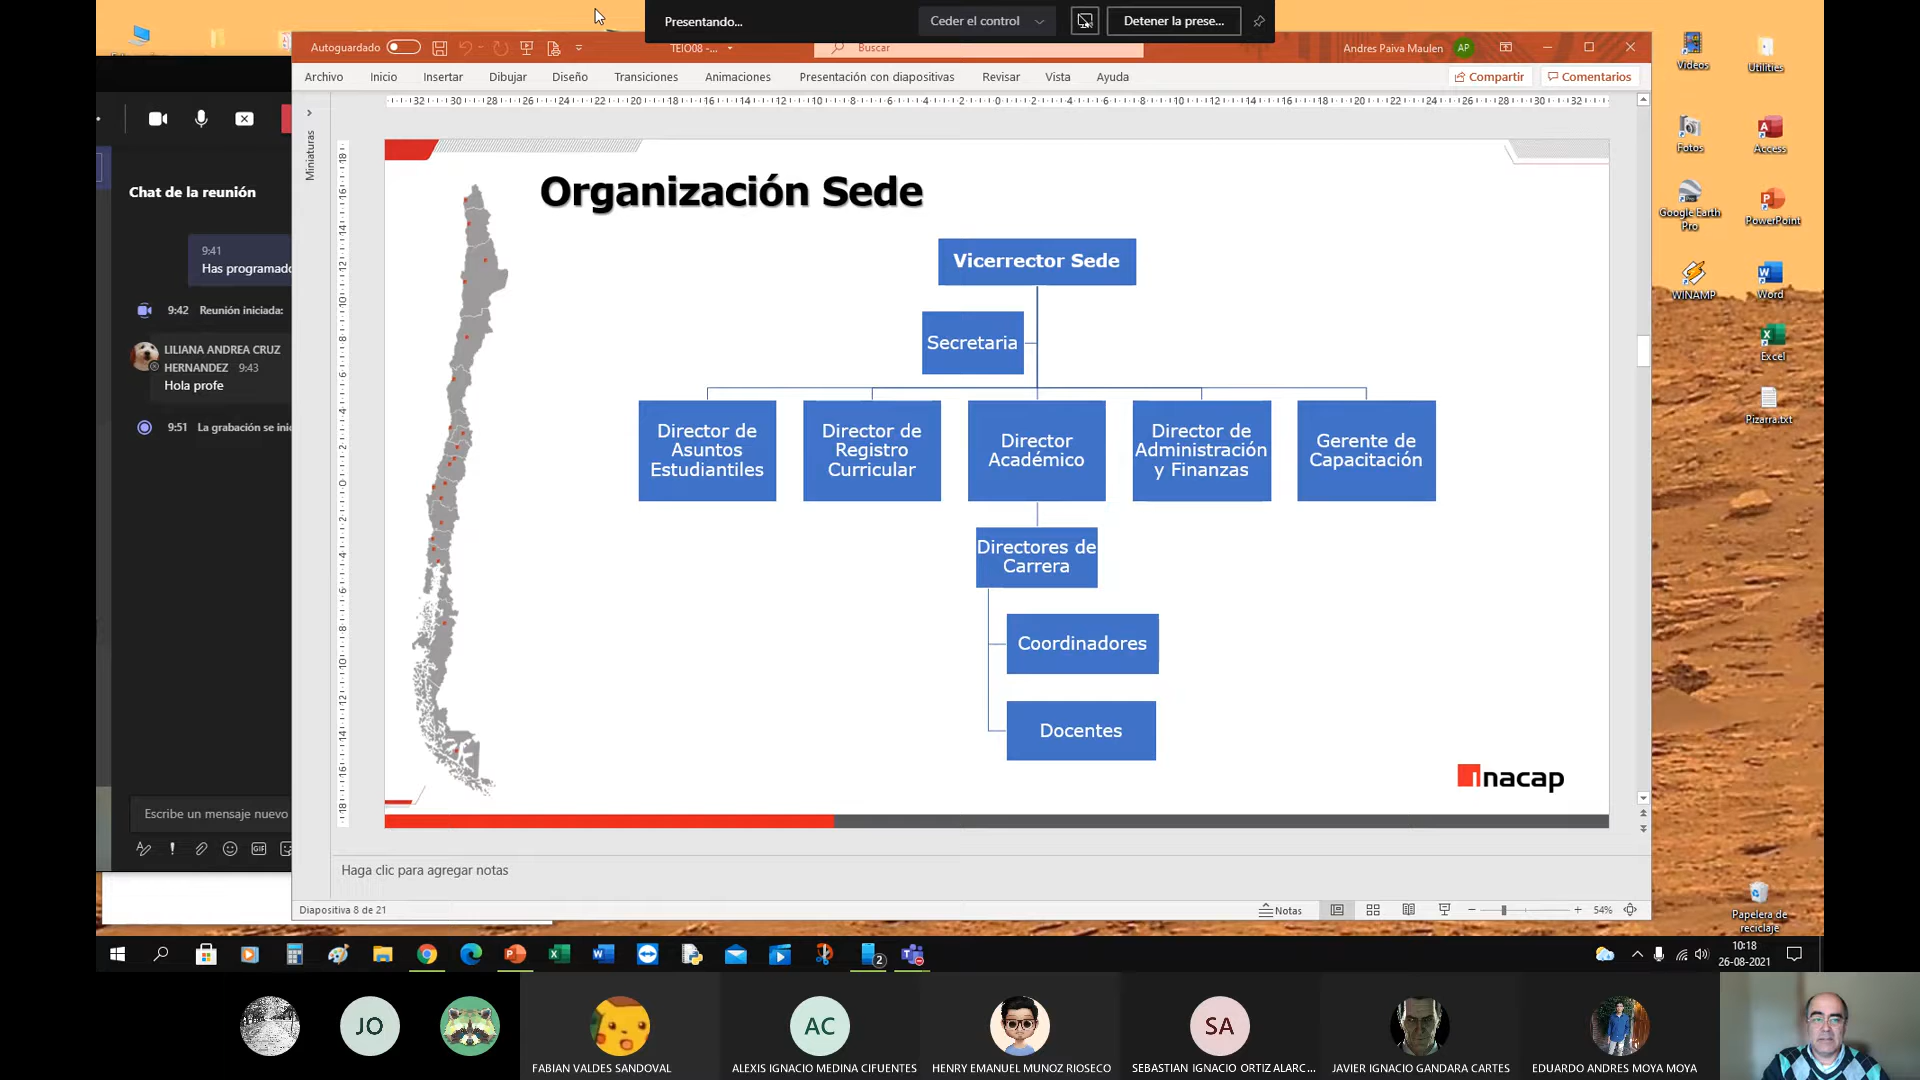 Presentando...
Ceder el control
Detener la prese...
Autoguardado
TEIO08 -...
Buscar
Andres Paiva Maulen
AP
Archivo
Inicio
Insertar
Dibujar
Diseño
Transiciones
Animaciones
Presentación con diapositivas
Revisar
Vista
Ayuda
Compartir
Comentarios
Miniaturas
Chat de la reunión
9:41
Has programado
9:42 Reunión iniciada:
LILIANA ANDREA CRUZ
HERNANDEZ 9:43
Hola profe
9:51 La grabación se ini
Escribe un mensaje nuevo
GIF
Organización Sede
Vicerrector Sede
Secretaria
Director de
Asuntos
Estudiantiles
Director de
Registro
Curricular
Director
Académico
Director de
Administración
y Finanzas
Gerente de
Capacitación
Directores de
Carrera
Coordinadores
Docentes
inacap
Haga clic para agregar notas
Diapositiva 8 de 21
Notas
54%
Videos
Utilities
Fotos
Access
Google Earth
Pro
PowerPoint
WINAMP
Word
Excel
Pizarra.txt
Papelera de
reciclaje
2
10:18
26-08-2021
JO
AC
SA
FABIAN VALDES SANDOVAL
ALEXIS IGNACIO MEDINA CIFUENTES
HENRY EMANUEL MUNOZ RIOSECO
SEBASTIAN IGNACIO ORTIZ ALARC...
JAVIER IGNACIO GANDARA CARTES
EDUARDO ANDRES MOYA MOYA